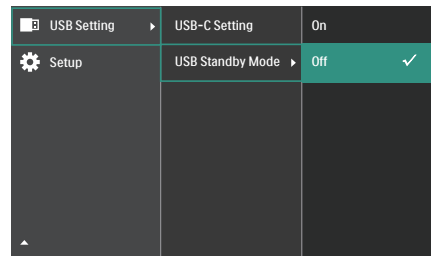 USB Setting
USB-C Setting
On
Setup
USB Standby Mode
Off